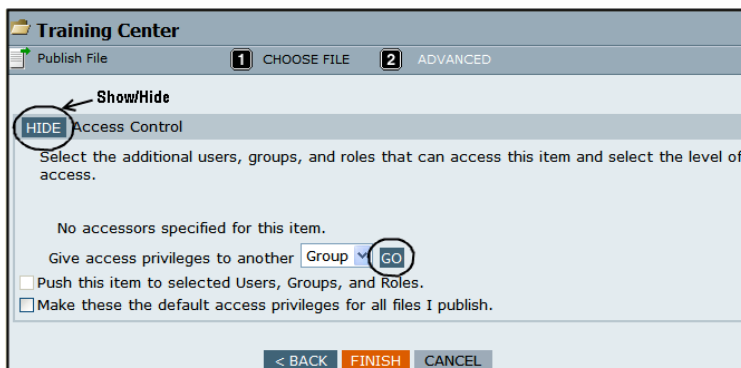 Training Center
Publish File 1 CHOOSE FILE 2 ADVANCED
Show/Hide
HIDE Access Control
Select the additional users, groups, and roles that can access this item and select the level of
access.
No accessors specified for this item.
Give access privileges to another Group GO
Push this item to selected Users, Groups, and Roles.
Make these the default access privileges for all files I publish.
< BACK FINISH CANCEL